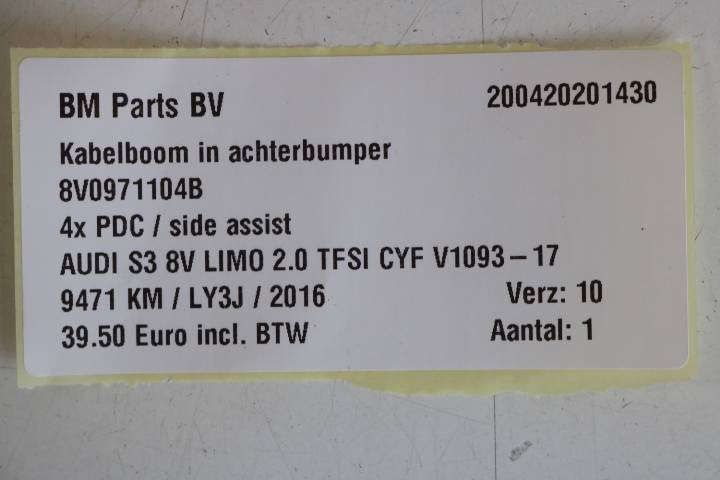 BM Parts BV 200420201430
Kabelboom in achterbumper
8V0971104B
4x PDC / side assist
AUDI S3 8V LIMO 2.0 TFSI CYF V1093-17
9471 KM / LY3J / 2016 Verz: 10
39.50 Euro incl. BTW Aantal: 1